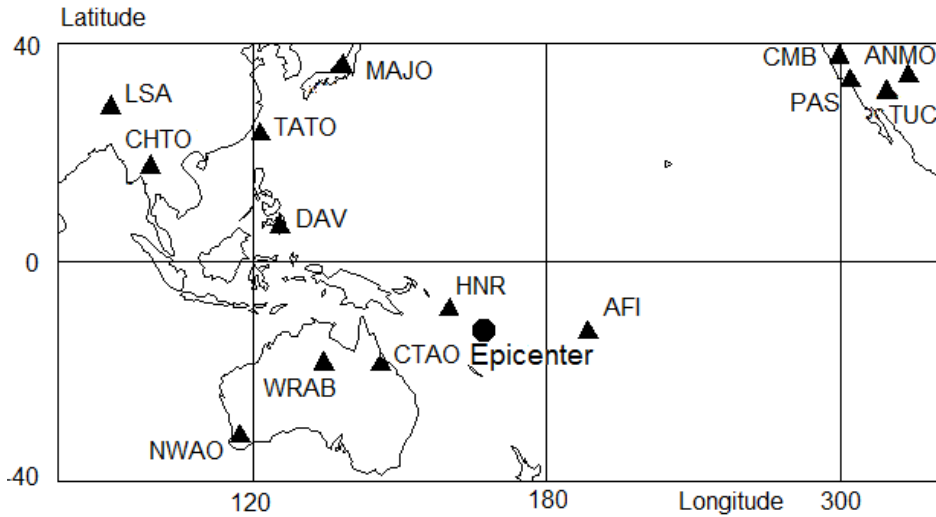 Latitude
40
CMB ANMO
MAJO
LSA
PAS
TUC
CHTO
TATO
DAV
0
HNR
AFI
CTAO Epicenter
WRAB
NWAO
-40
120 180 Longitude 300